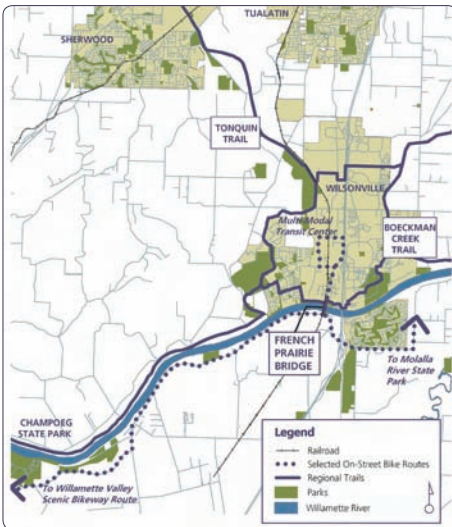 TUALATIN
SHERWOOD
TONQUIN
TRAIL
WILSONVILLE
Multi Modal
Transit Center
BOECKMAN
CREEK
TRAIL
FRENCH
PRAIRIE
BRIDGE
To Molalla
River State
Park
CHAMPOEG
STATE PARK
To Willamette Valley
Scenic Bikeway Route
Legend
Railroad
Selected On-Street Bike Routes
Regional Trails
Parks
Willamette River